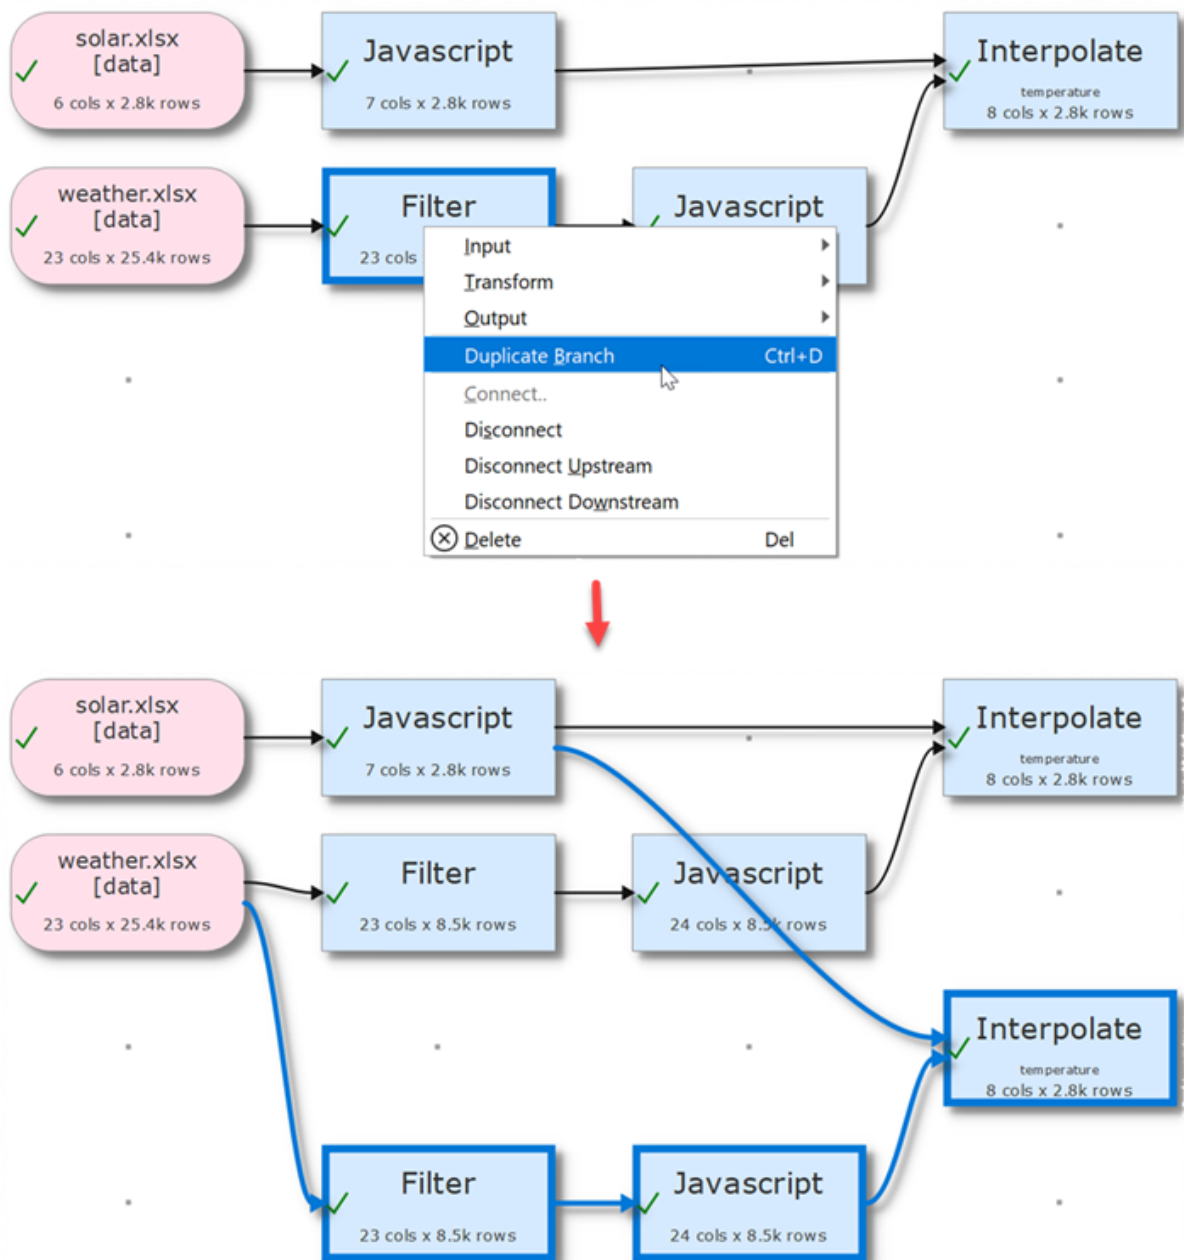 solar.xlsx
[data]
6 cols x 2.8k rows
Javascript
7 cols x 2.8k rows
Interpolate
temperature
8 cols x 2.8k rows
weather.xlsx
[data]
23 cols x 25.4k rows
Filter
23 cols
Javascript
Input
Transform
Output
Duplicate Branch Ctrl+D
Connect..
Disconnect
Disconnect Upstream
Disconnect Downstream
Delete Del
solar.xlsx
[data]
6 cols x 2.8k rows
Javascript
7 cols x 2.8k rows
Interpolate
temperature
8 cols x 2.8k rows
weather.xlsx
[data]
23 cols x 25.4k rows
Filter
23 cols x 8.5k rows
Javascript
24 cols x 8.5k rows
Interpolate
temperature
8 cols x 2.8k rows
Filter
23 cols x 8.5k rows
Javascript
24 cols x 8.5k rows